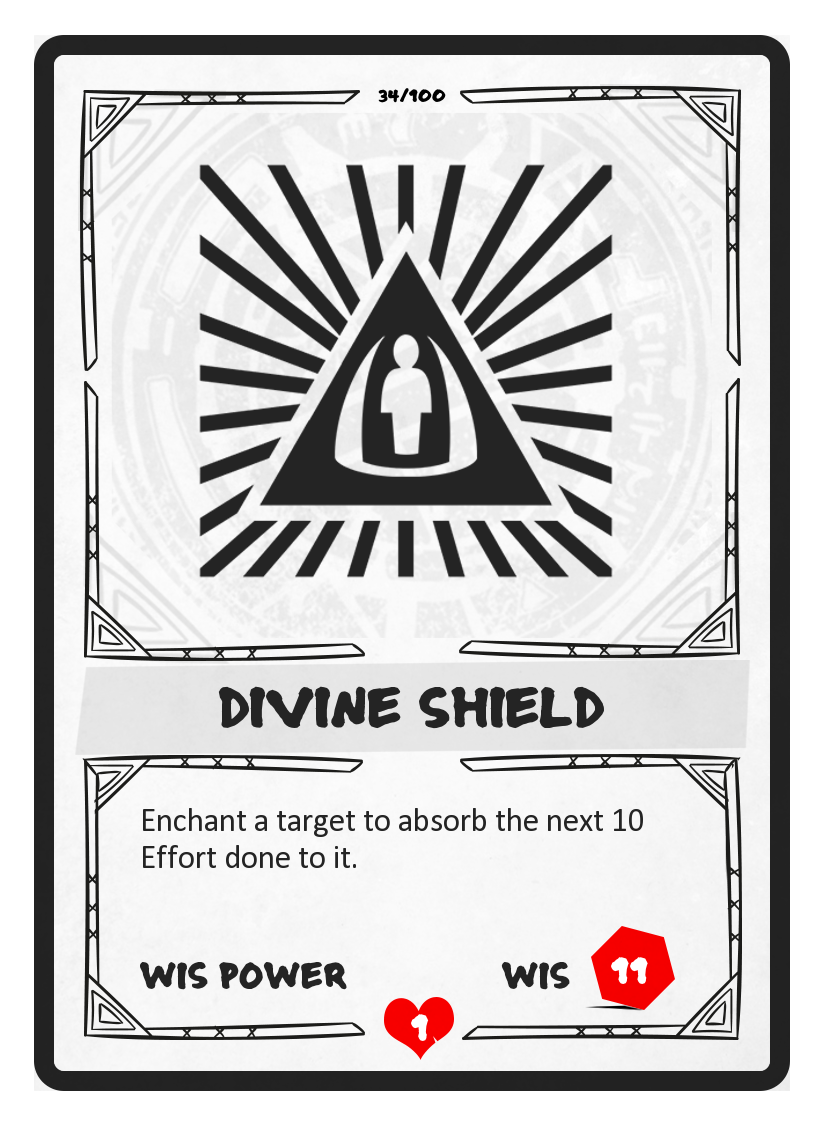 34/100
DIVINE SHIELD
Enchant a target to absorb the next 10
Effort done to it.
WIS POWER
WIS 11
1